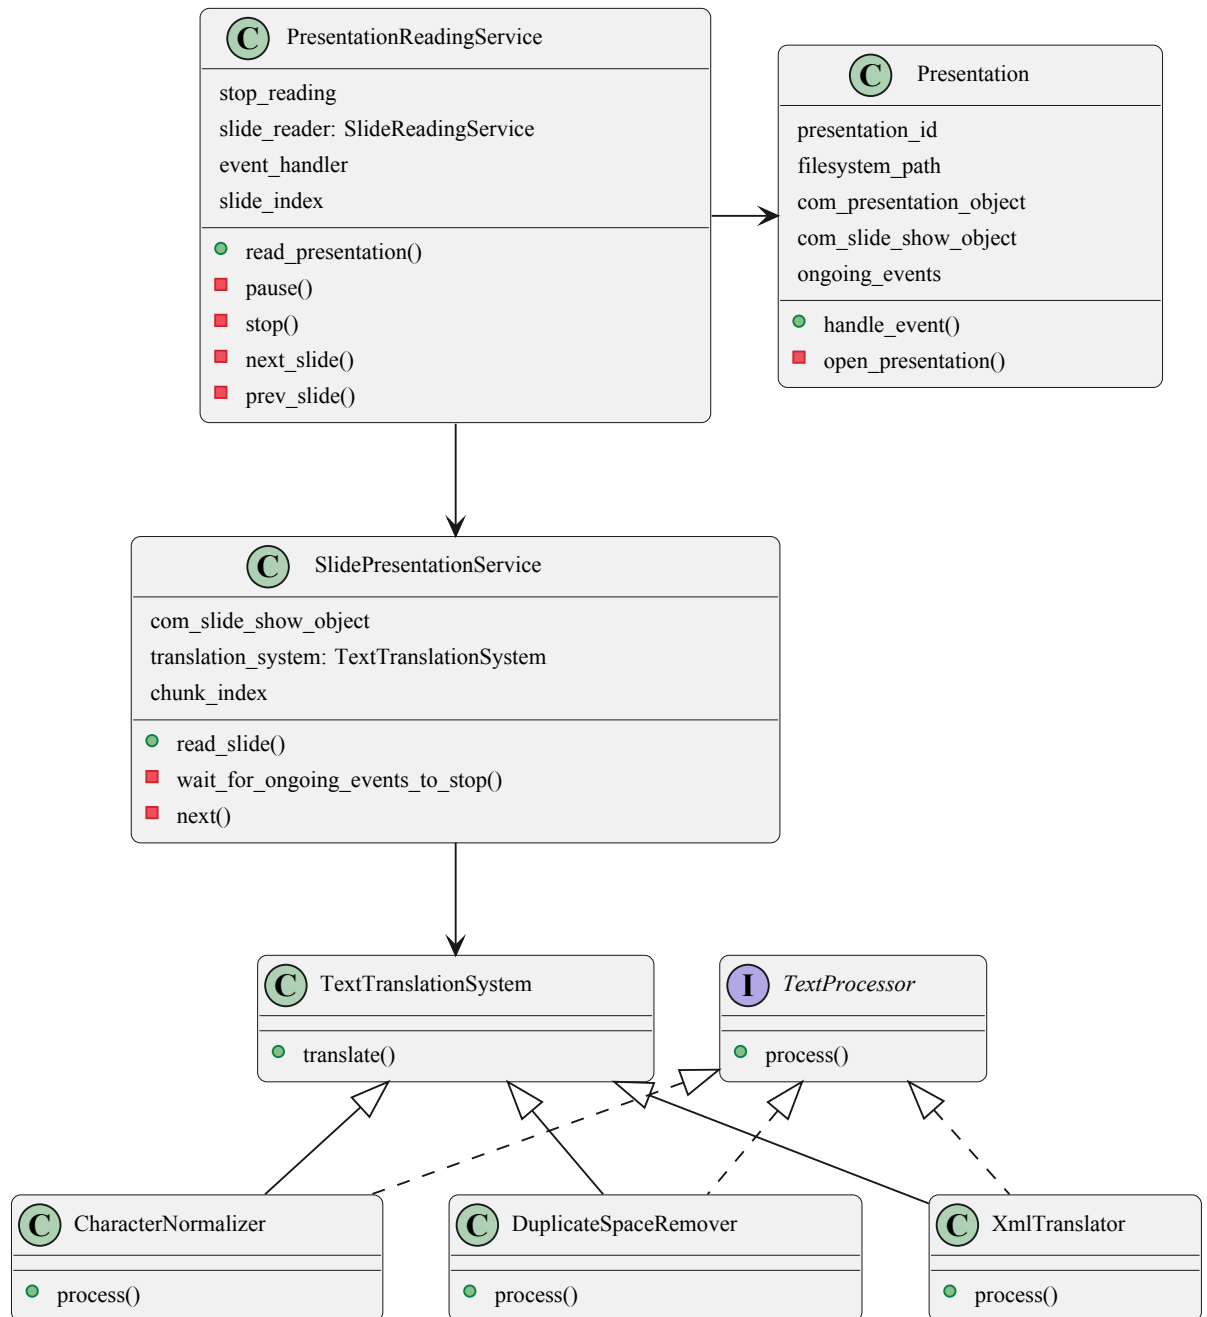 C PresentationReadingService
stop_reading
slide_reader: SlideReadingService
event_handler
slide_index
read_presentation()
pause()
stop()
next_slide()
prev_slide()
C Presentation
presentation_id
filesystem_path
com_presentation_object
com_slide_show_object
ongoing_events
handle_event()
open_presentation()
C SlidePresentationService
com_slide_show_object
translation_system: TextTranslationSystem
chunk_index
read_slide()
wait_for_ongoing_events_to_stop()
next()
C TextTranslationSystem
translate()
I TextProcessor
process()
C CharacterNormalizer
process()
C DuplicateSpaceRemover
process()
C XmlTranslator
process()